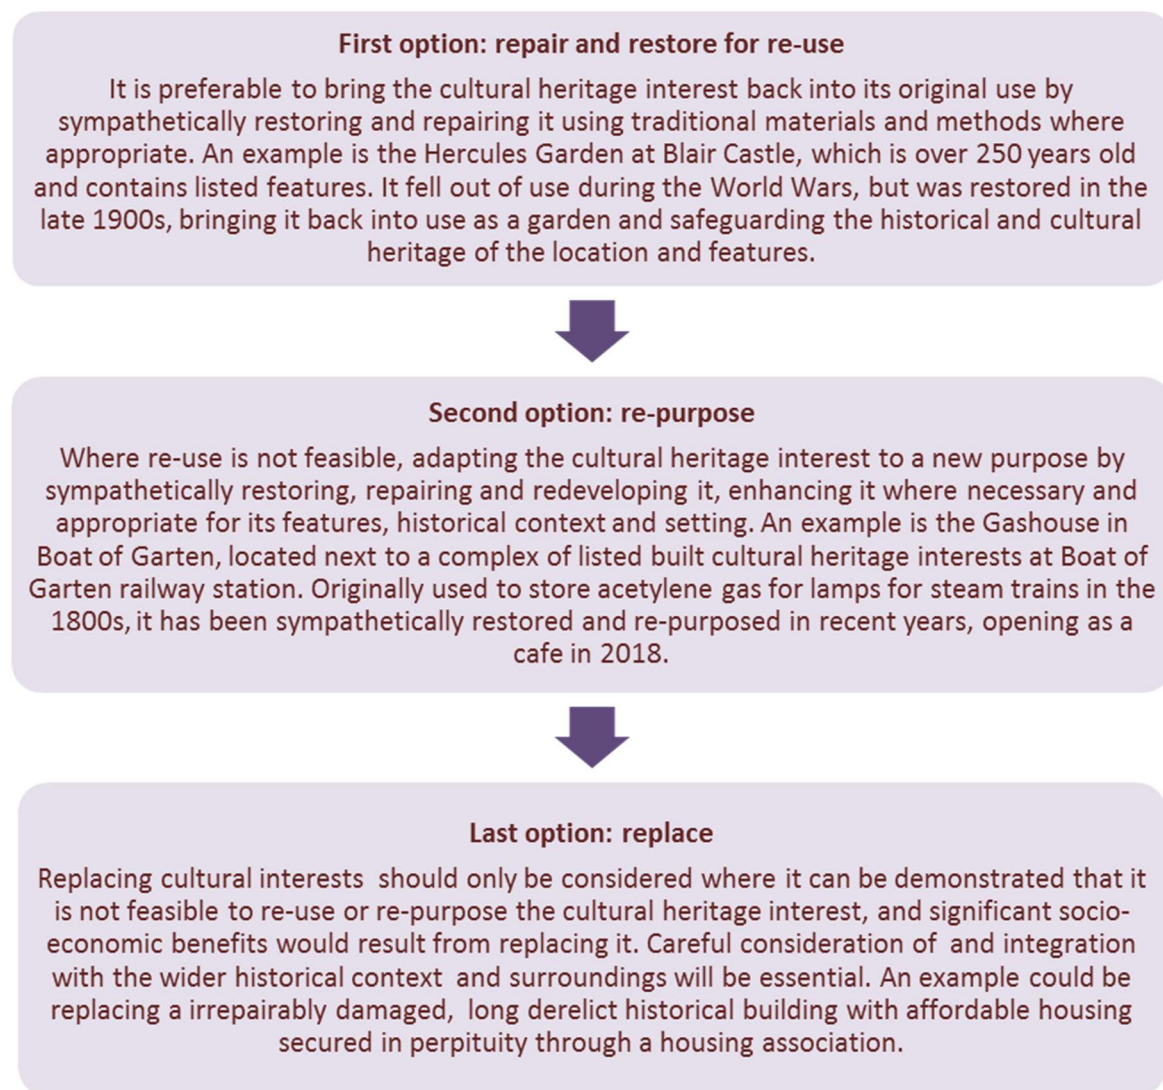 First option: repair and restore for re-use
It is preferable to bring the cultural heritage interest back into its original use by
sympathetically restoring and repairing it using traditional materials and methods where
appropriate. An example is the Hercules Garden at Blair Castle, which is over 250 years old
and contains listed features. It fell out of use during the World Wars, but was restored in the
late 1900s, bringing it back into use as a garden and safeguarding the historical and cultural
heritage of the location and features.
Second option: re-purpose
Where re-use is not feasible, adapting the cultural heritage interest to a new purpose by
sympathetically restoring, repairing and redeveloping it, enhancing it where necessary and
appropriate for its features, historical context and setting. An example is the Gashouse in
Boat of Garten, located next to a complex of listed built cultural heritage interests at Boat of
Garten railway station. Originally used to store acetylene gas for lamps for steam trains in the
1800s, it has been sympathetically restored and re-purposed in recent years, opening as a
cafe in 2018.
Last option: replace
Replacing cultural interests should only be considered where it can be demonstrated that it
is not feasible to re-use or re-purpose the cultural heritage interest, and significant socio-
economic benefits would result from replacing it. Careful consideration of and integration
with the wider historical context and surroundings will be essential. An example could be
replacing a irrepairably damaged, long derelict historical building with affordable housing
secured in perpituity through a housing association.